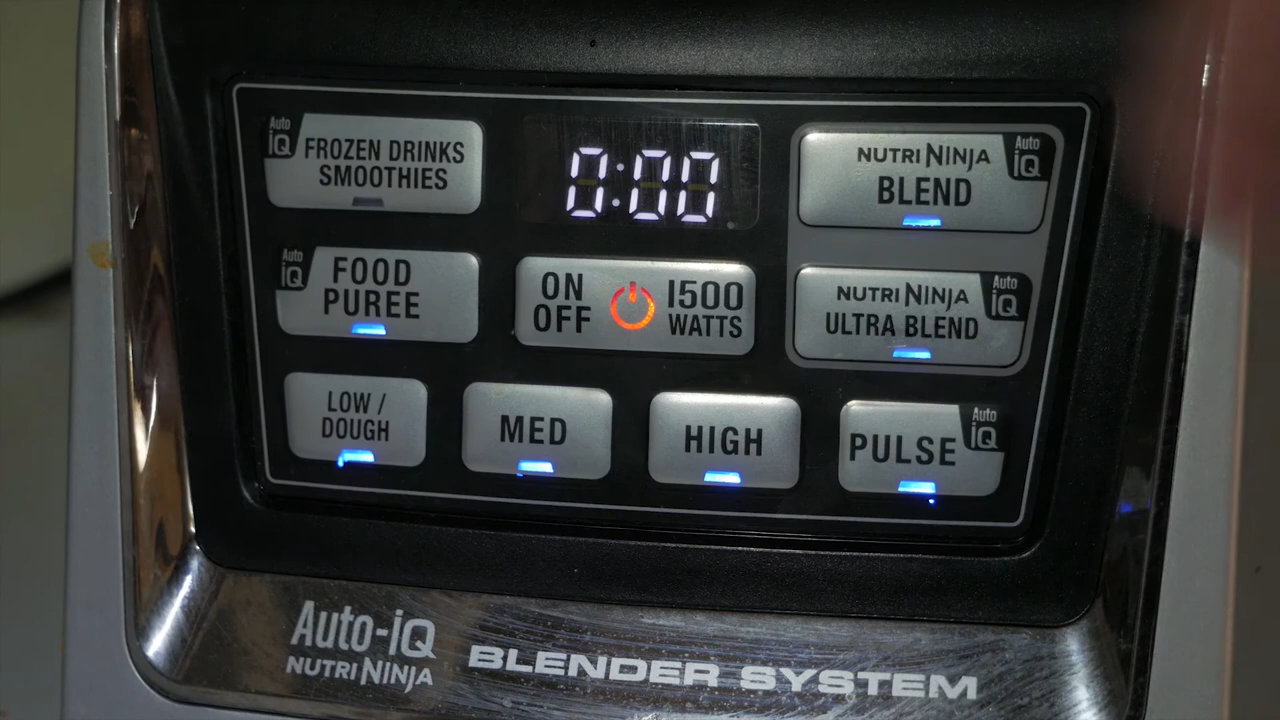 Auto
iQ
FROZEN DRINKS
SMOOTHIES
0:00
NUTRI NINJA
BLEND
Auto
iQ
Auto
iQ
FOOD
PUREE
ON
OFF
1500
WATTS
NUTRI NINJA
ULTRA BLEND
Auto
iQ
LOW /
DOUGH
MED
HIGH
PULSE
Auto
iQ
Auto-iQ
NUTRI NINJA
BLENDER SYSTEM